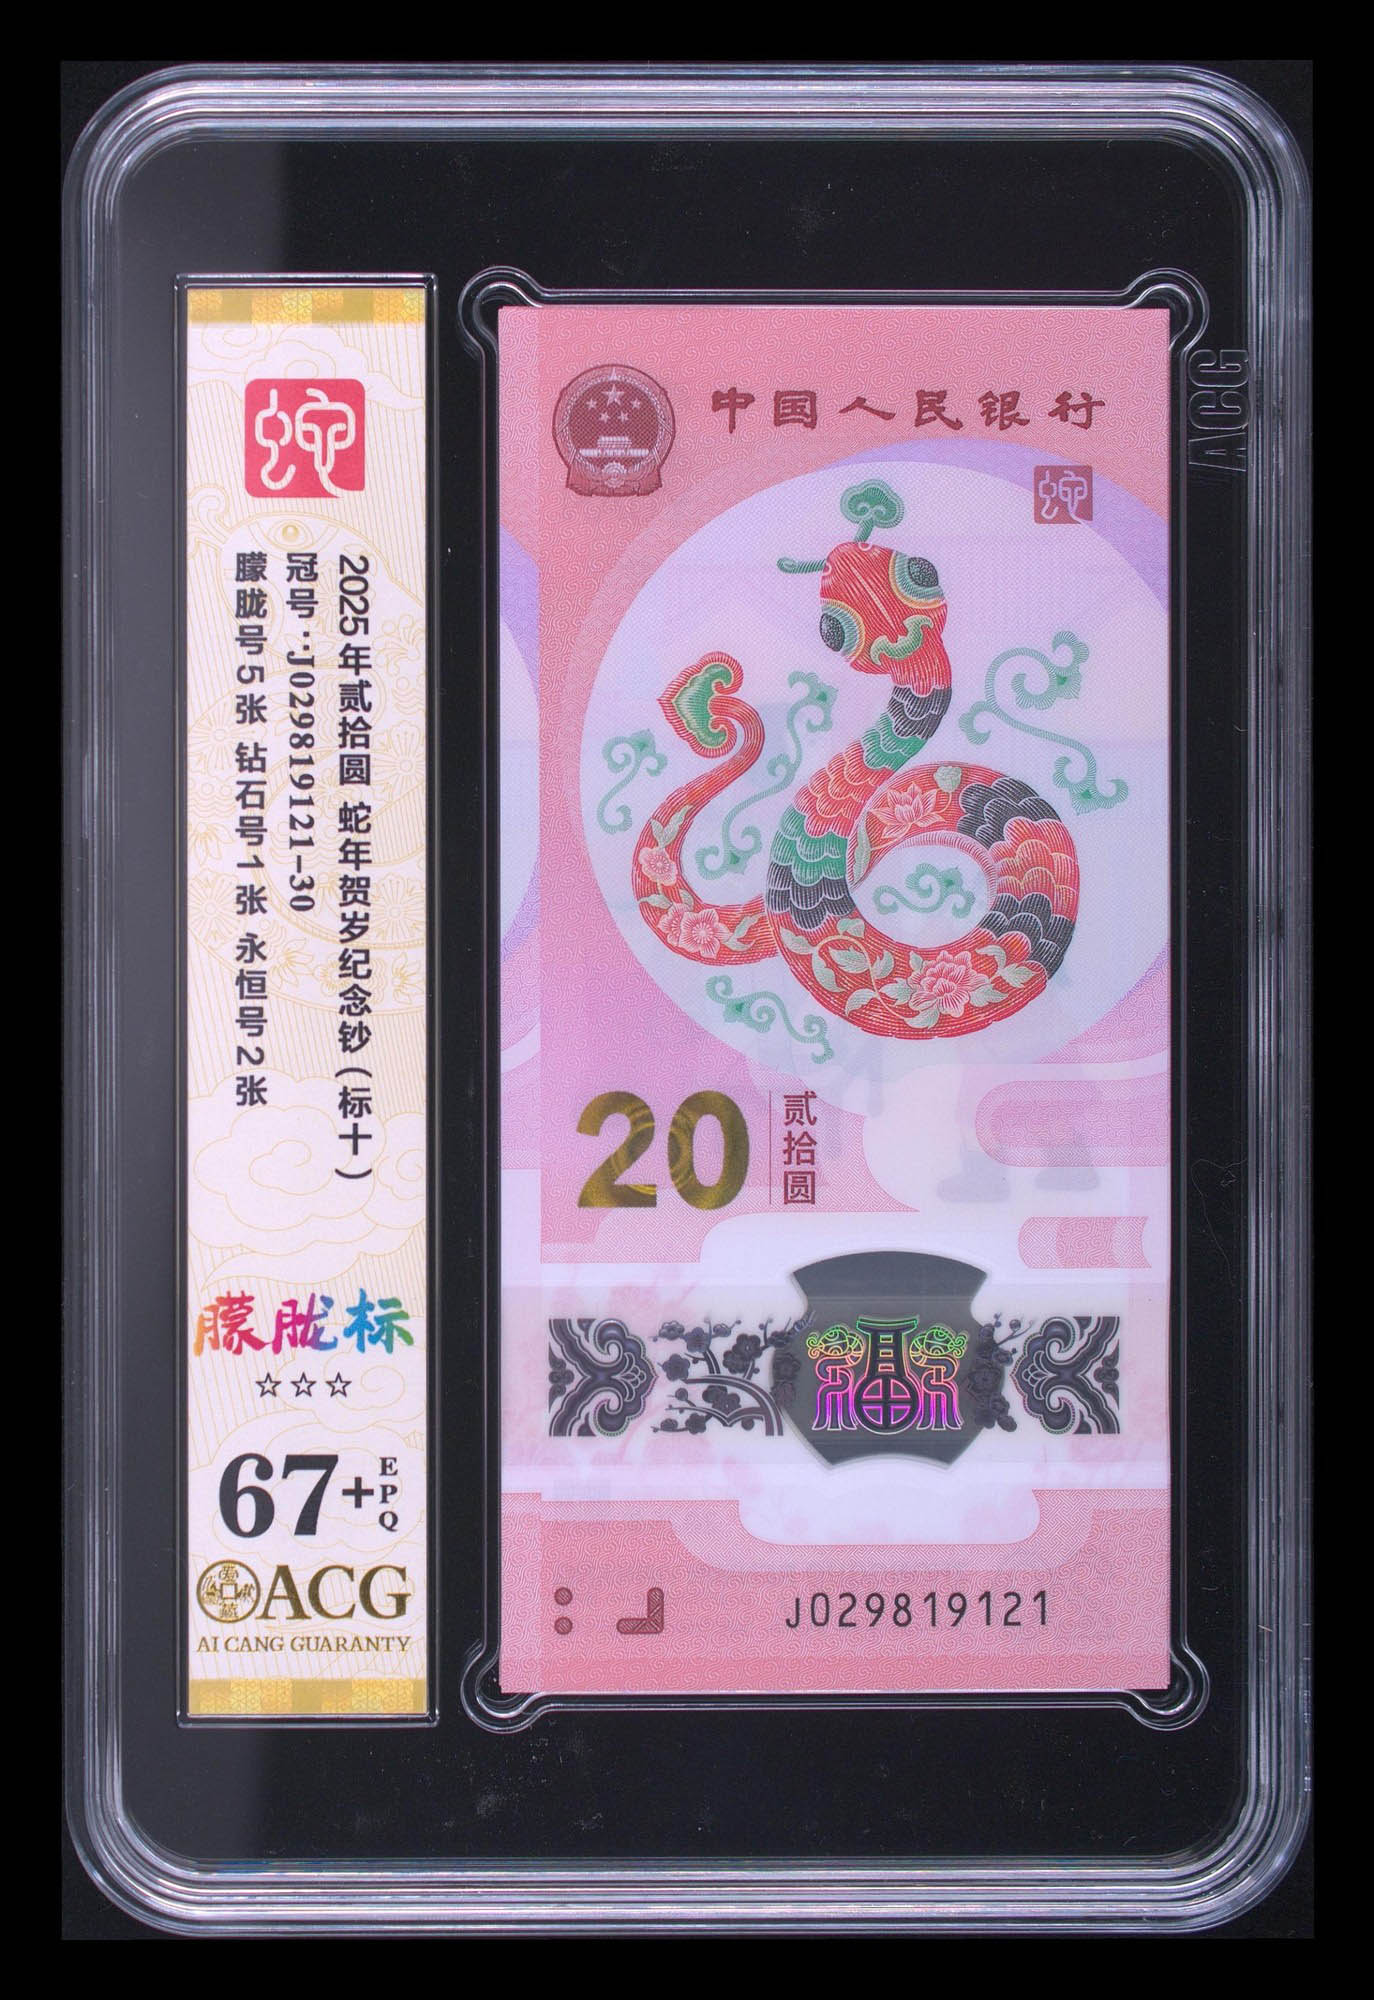 蛇
2025年贰拾圆 蛇年贺岁纪念钞（标十）
冠号：J029819121-30
朦胧号5张 钻石号1张 永恒号2张
朦胧标
☆☆☆
67+
EPQ
ACG
AI CANG GUARANTY
中国人民银行
蛇
20
贰拾圆
J029819121
ACG